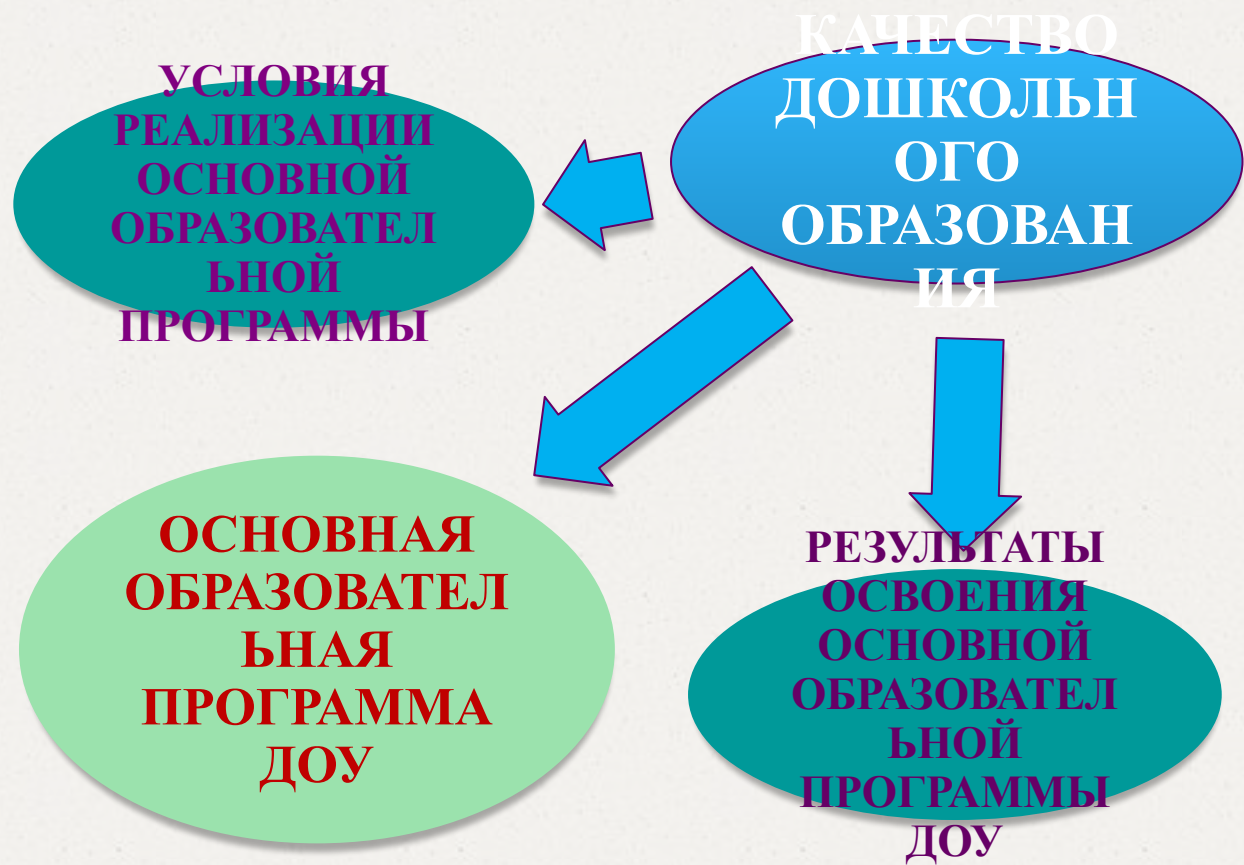 КАЧЕСТВО
ДОШКОЛЬН
ОГО
ОБРАЗОВАН
ИЯ
УСЛОВИЯ
РЕАЛИЗАЦИИ
ОСНОВНОЙ
ОБРАЗОВАТЕЛ
ЬНОЙ
ПРОГРАММЫ
ОСНОВНАЯ
ОБРАЗОВАТЕЛ
ЬНАЯ
ПРОГРАММА
ДОУ
РЕЗУЛЬТАТЫ
ОСВОЕНИЯ
ОСНОВНОЙ
ОБРАЗОВАТЕЛ
ЬНОЙ
ПРОГРАММЫ
ДОУ